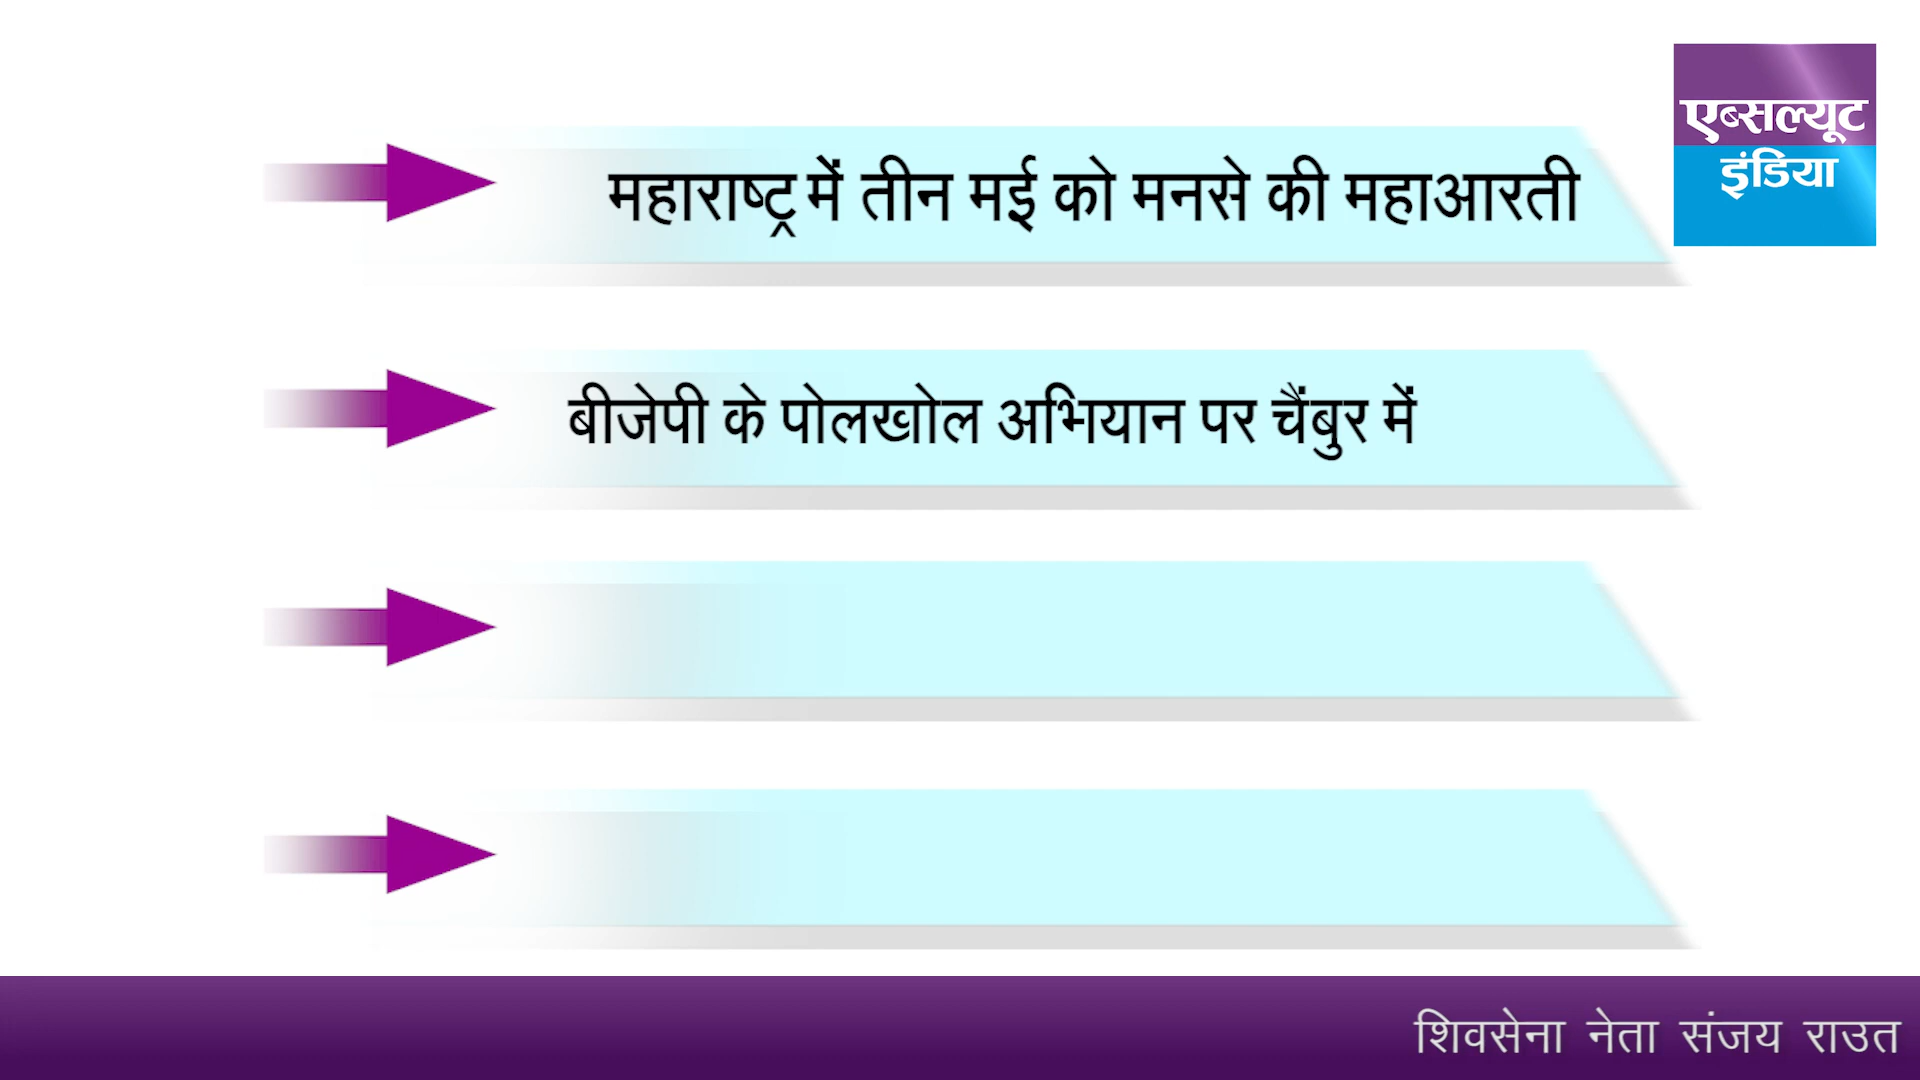 एब्सल्यूट
इंडिया
महाराष्ट्र में तीन मई को मनसे की महाआरती
बीजेपी के पोलखोल अभियान पर चैंबुर में
शिवसेना नेता संजय राउत